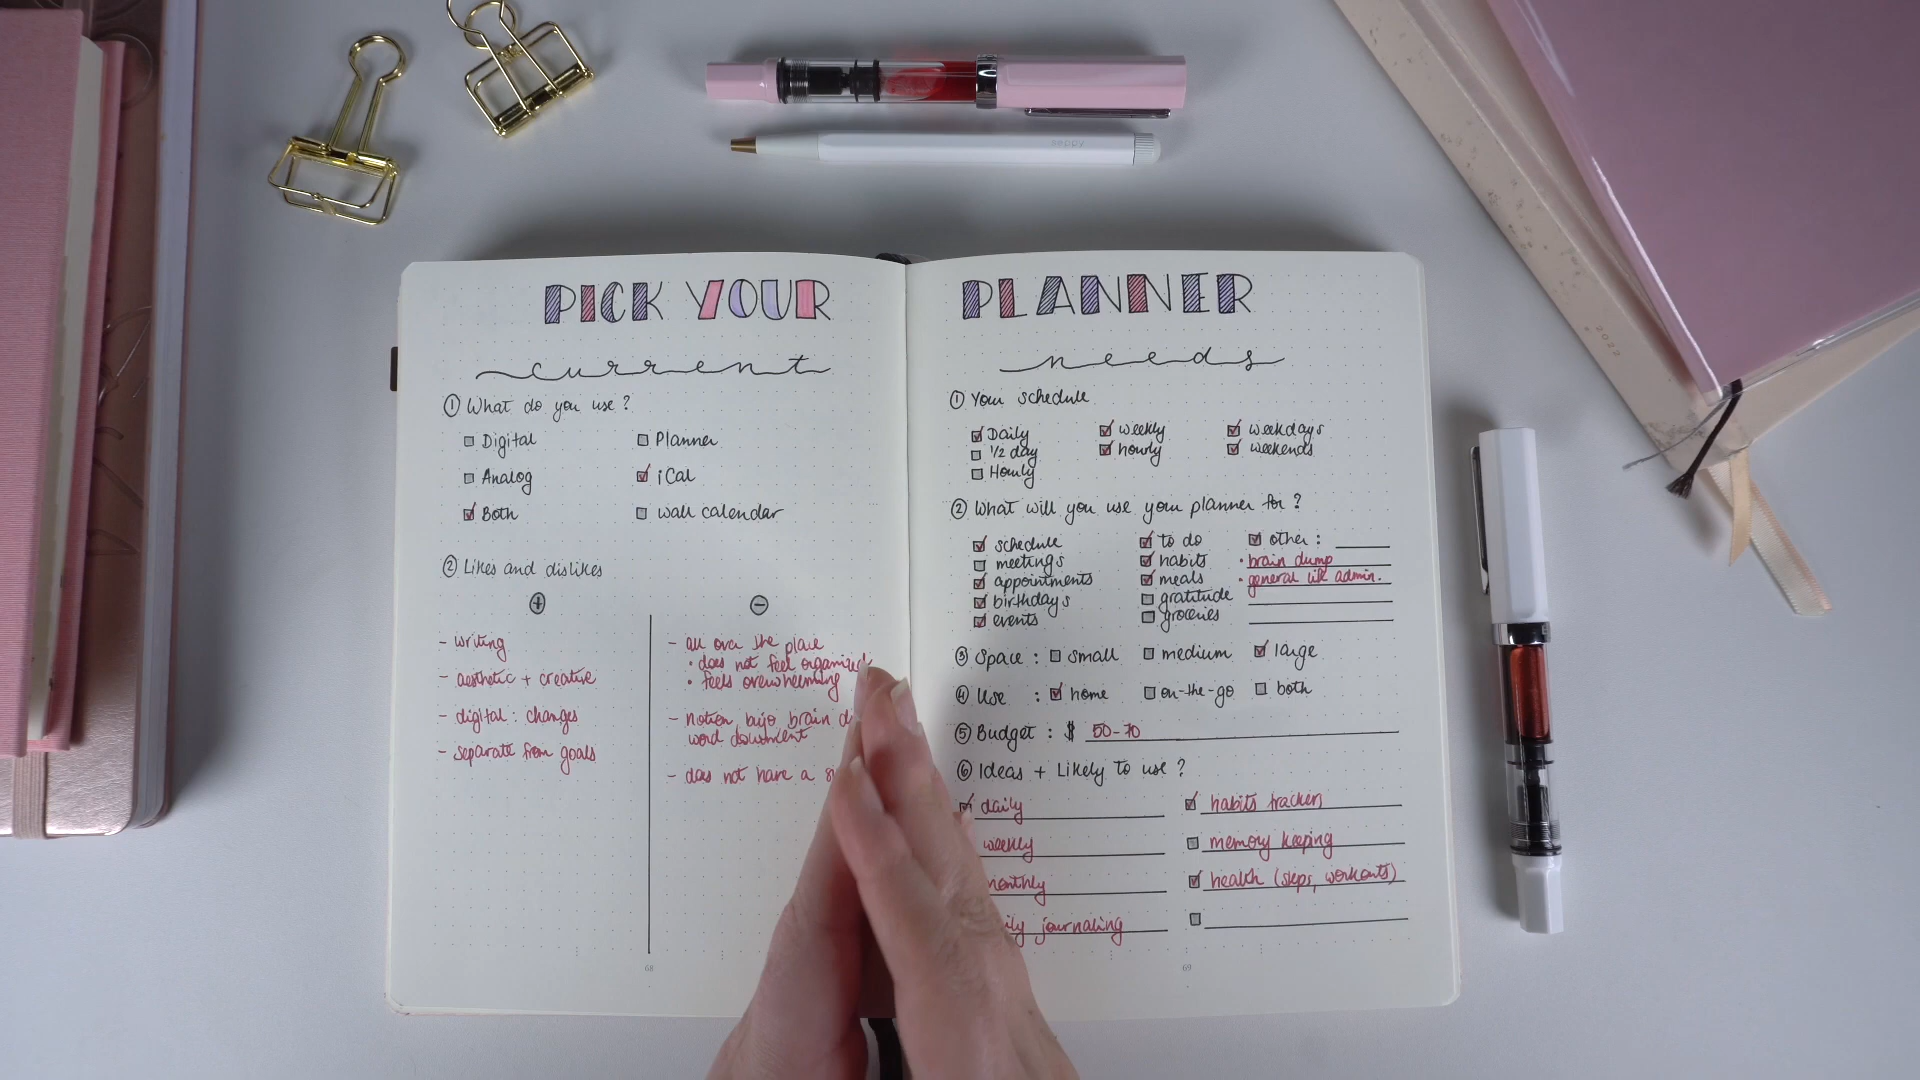 PICK YOUR PLANNER
current
① What do you use?
Digital
Planner
Analog
iCal
Both
wall calendar
② Likes and dislikes
+
−
- writing
- aesthetic + creative
- digital: changes
- separate from goals
- all over the place
• does not feel organized
• feels overwhelming
- notion bujo brain
word document
- does not have a
68
needs
① Your schedule
Daily
weekly
weekdays
1/2 day
hourly
weekends
Hourly
② What will you use your planner for?
schedule
to do
other:
meetings
habits
• brain dump
appointments
meals
• general life admin.
birthdays
gratitude
events
groceries
③ Space: small medium large
④ Use: home on-the-go both
⑤ Budget: $ 50-70
⑥ Ideas + Likely to use?
daily
habits trackers
weekly
memory keeping
monthly
health (steps, workouts)
journaling
69
2022